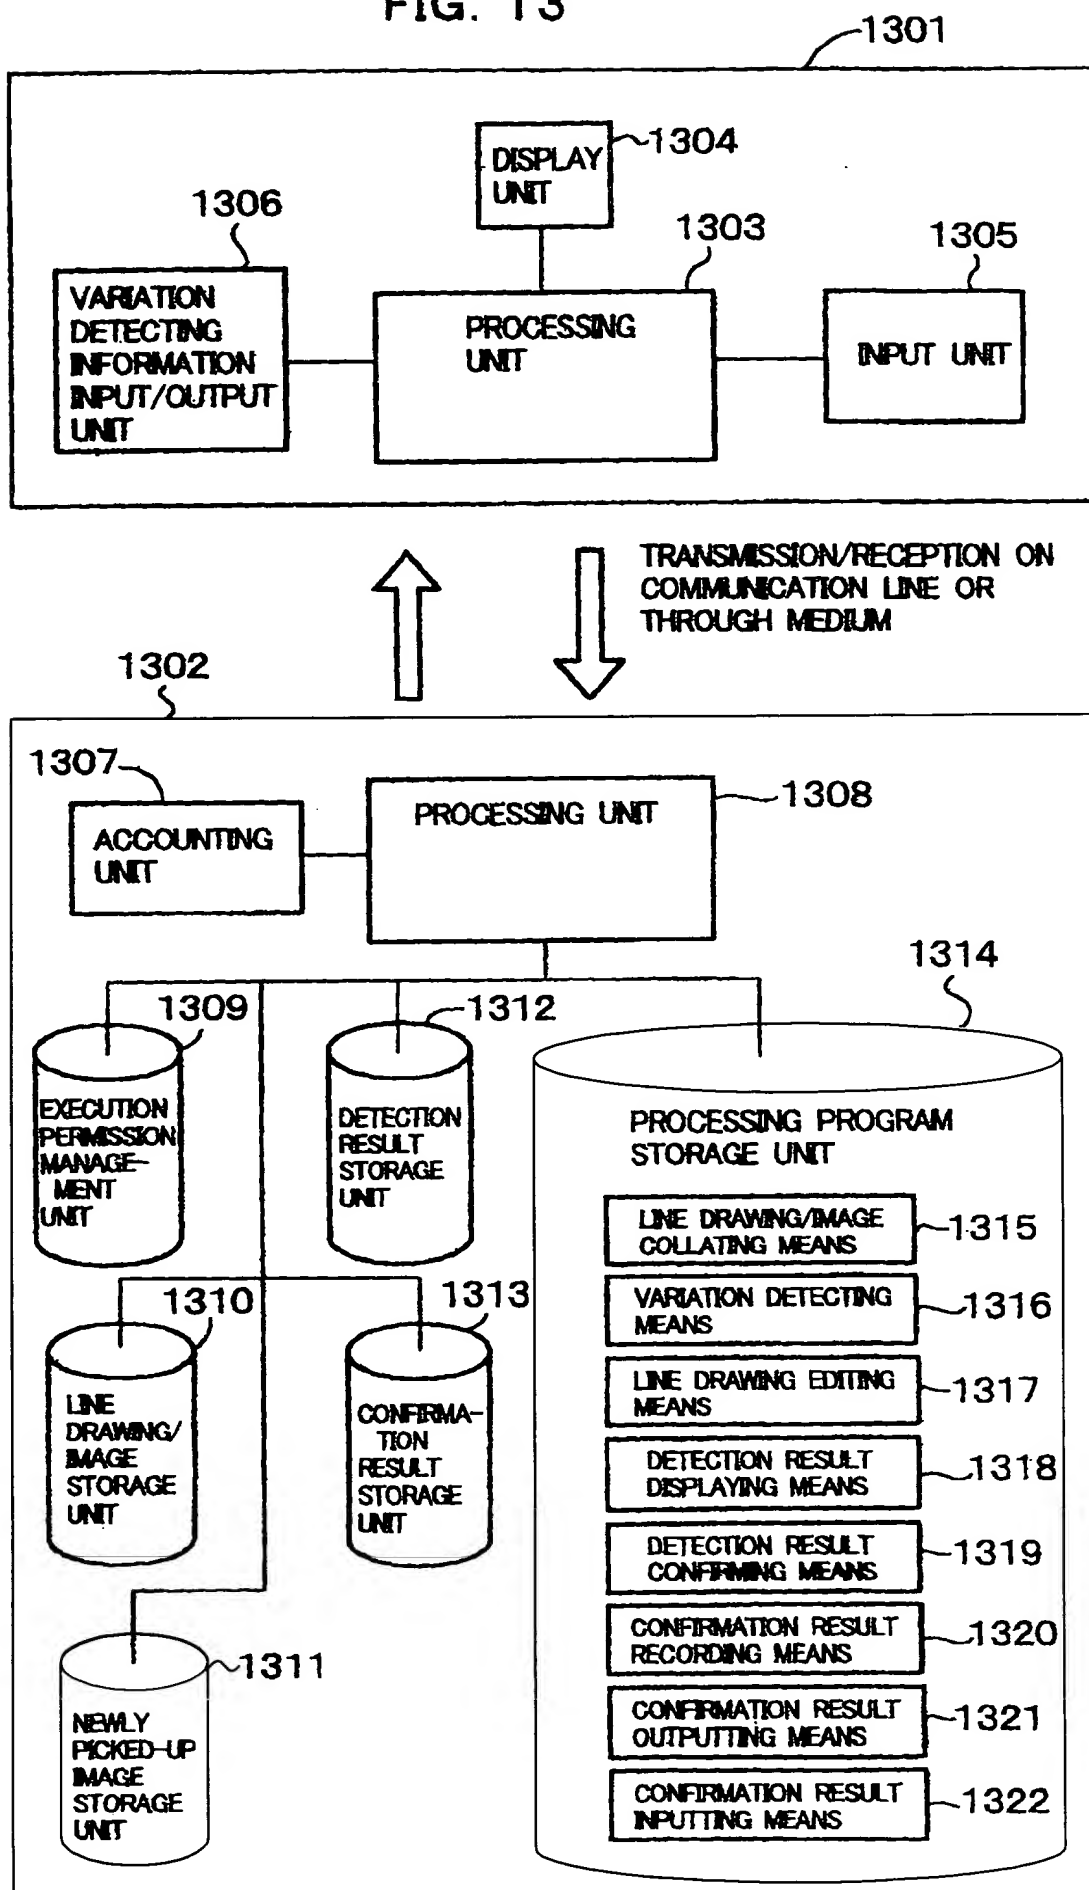 FIG. 13
1301
DISPLAY
UNIT
1304
1306
1303
1305
VARIATION
DETECTING
INFORMATION
INPUT/OUTPUT
UNIT
PROCESSING
UNIT
INPUT UNIT
TRANSMISSION/RECEPTION ON
COMMUNICATION LINE OR
THROUGH MEDIUM
1302
1307
ACCOUNTING
UNIT
PROCESSING UNIT
1308
1314
1309
EXECUTION
PERMISSION
MANAGE-
MENT
UNIT
1312
DETECTION
RESULT
STORAGE
UNIT
1310
LINE
DRAWING/
IMAGE
STORAGE
UNIT
1313
CONFIRMA-
TION
RESULT
STORAGE
UNIT
1311
NEWLY
PICKED-UP
IMAGE
STORAGE
UNIT
PROCESSING PROGRAM
STORAGE UNIT
LINE DRAWING/IMAGE
COLLATING MEANS
1315
VARIATION DETECTING
MEANS
1316
LINE DRAWING EDITING
MEANS
1317
DETECTION RESULT
DISPLAYING MEANS
1318
DETECTION RESULT
CONFIRMING MEANS
1319
CONFIRMATION RESULT
RECORDING MEANS
1320
CONFIRMATION RESULT
OUTPUTTING MEANS
1321
CONFIRMATION RESULT
INPUTTING MEANS
1322